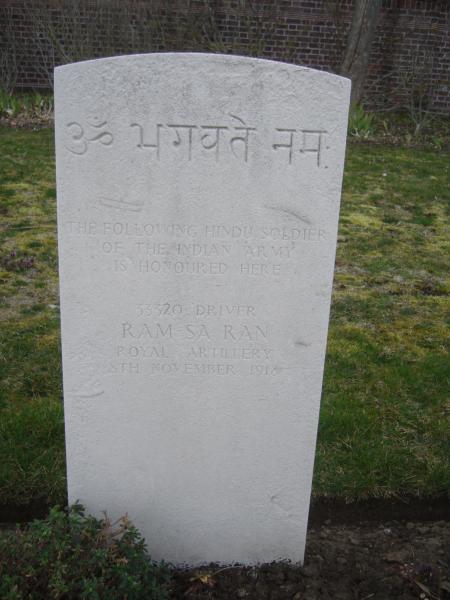 ॐ भगवते नमः
THE FOLLOWING HINDU SOLDIER
OF THE INDIAN ARMY
IS HONOURED HERE
33320 DRIVER
RAM SA RAN
ROYAL ARTILLERY
8TH NOVEMBER 1918